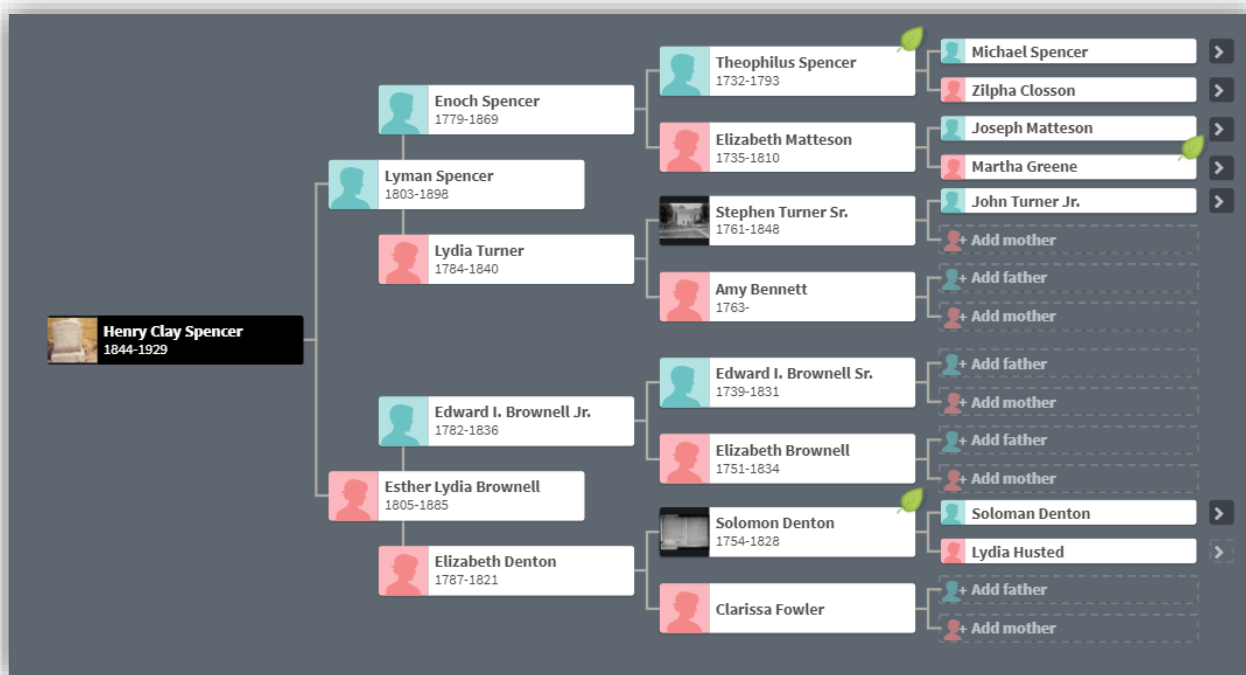 Henry Clay Spencer
1844-1929
Lyman Spencer
1803-1898
Esther Lydia Brownell
1805-1885
Enoch Spencer
1779-1869
Lydia Turner
1784-1840
Edward I. Brownell Jr.
1782-1836
Elizabeth Denton
1787-1821
Theophilus Spencer
1732-1793
Elizabeth Matteson
1735-1810
Stephen Turner Sr.
1761-1848
Amy Bennett
1763-
Edward I. Brownell Sr.
1739-1831
Elizabeth Brownell
1751-1834
Solomon Denton
1754-1828
Clarissa Fowler
Michael Spencer
Zilpha Closson
Joseph Matteson
Martha Greene
John Turner Jr.
Add mother
Add father
Add mother
Add father
Add mother
Add father
Add mother
Soloman Denton
Lydia Husted
Add father
Add mother